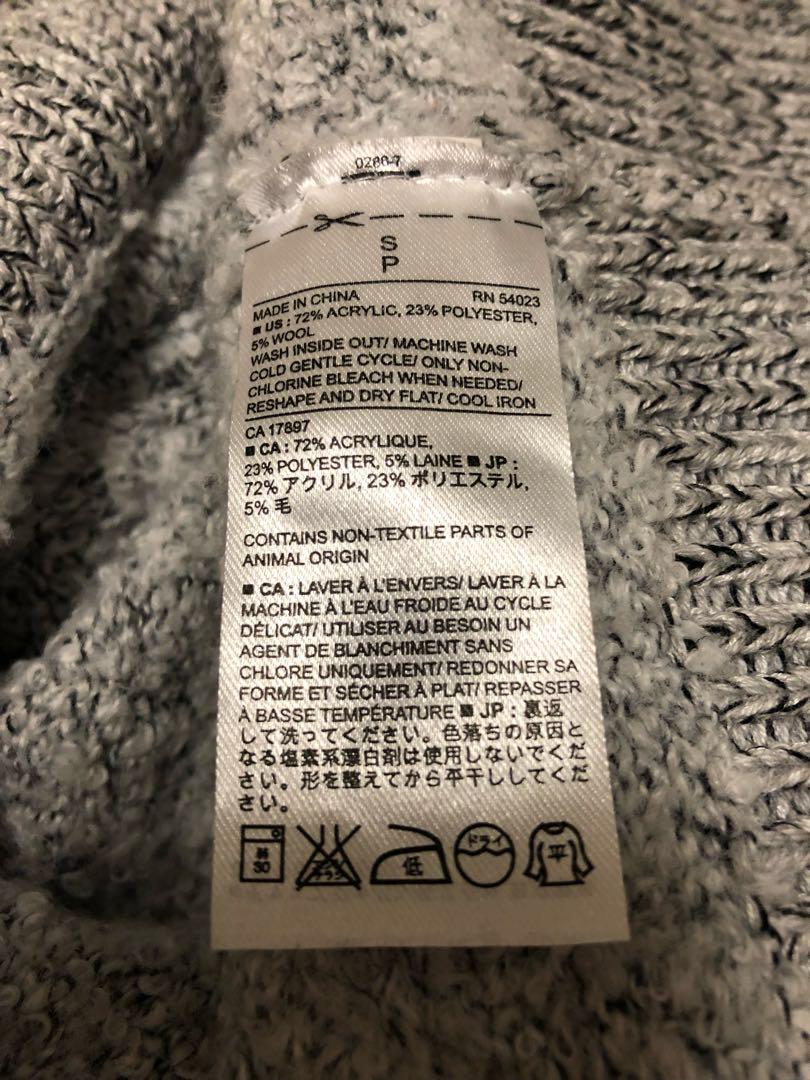 0286-7
S
P
MADE IN CHINA RN 54023
■ US : 72% ACRYLIC, 23% POLYESTER,
5% WOOL
WASH INSIDE OUT/ MACHINE WASH
COLD GENTLE CYCLE/ ONLY NON-
CHLORINE BLEACH WHEN NEEDED/
RESHAPE AND DRY FLAT/ COOL IRON
CA 17897
■ CA : 72% ACRYLIQUE,
23% POLYESTER, 5% LAINE ■ JP :
72% アクリル, 23% ポリエステル,
5% 毛
CONTAINS NON-TEXTILE PARTS OF
ANIMAL ORIGIN
■ CA : LAVER À L'ENVERS/ LAVER À LA
MACHINE À L'EAU FROIDE AU CYCLE
DÉLICAT/ UTILISER AU BESOIN UN
AGENT DE BLANCHIMENT SANS
CHLORE UNIQUEMENT/ REDONNER SA
FORME ET SÉCHER À PLAT/ REPASSER
À BASSE TEMPÉRATURE ■ JP : 裏返
して洗ってください。色落ちの原因と
なる塩素系漂白剤は使用しないでくだ
さい。形を整えてから平干ししてくだ
さい。
30 低 ドライ 平